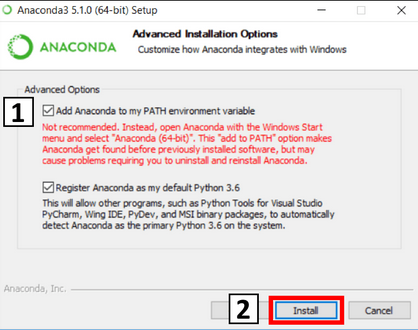 Anaconda3 5.1.0 (64-bit) Setup
ANACONDA
Advanced Installation Options
Customize how Anaconda integrates with Windows
Advanced Options
1
Add Anaconda to my PATH environment variable
Not recommended. Instead, open Anaconda with the Windows Start
menu and select "Anaconda (64-bit)". This "add to PATH" option makes
Anaconda get found before previously installed software, but may
cause problems requiring you to uninstall and reinstall Anaconda.
Register Anaconda as my default Python 3.6
This will allow other programs, such as Python Tools for Visual Studio
PyCharm, Wing IDE, PyDev, and MSI binary packages, to automatically
detect Anaconda as the primary Python 3.6 on the system.
Anaconda, Inc.
2
Install
Cancel